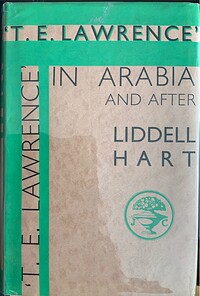 'T. E. LAWRENCE'
IN ARABIA
AND AFTER
LIDDELL
HART
'T. E. LAWRENCE'